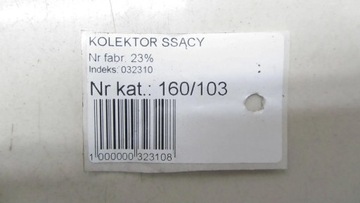 KOLEKTOR SSĄCY
Nr fabr. 23%
Indeks: 032310
Nr kat.: 160/103
1 000000 323108